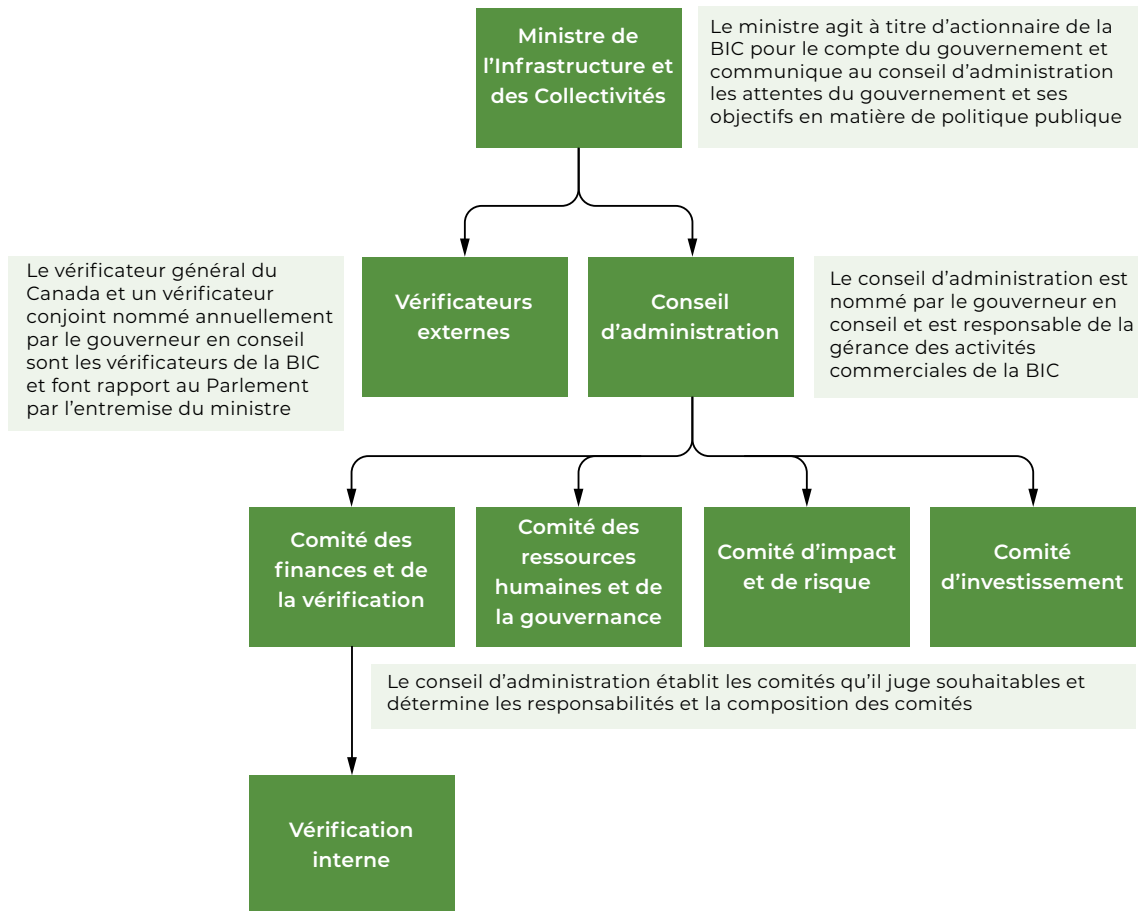 Ministre de
l’Infrastructure et
des Collectivités
Le ministre agit à titre d’actionnaire de la
BIC pour le compte du gouvernement et
communique au conseil d’administration
les attentes du gouvernement et ses
objectifs en matière de politique publique
Le vérificateur général du
Canada et un vérificateur
conjoint nommé annuellement
par le gouverneur en conseil
sont les vérificateurs de la BIC
et font rapport au Parlement
par l’entremise du ministre
Vérificateurs
externes
Conseil
d’administration
Le conseil d’administration est
nommé par le gouverneur en
conseil et est responsable de la
gérance des activités
commerciales de la BIC
Comité des
finances et de
la vérification
Comité des
ressources
humaines et de
la gouvernance
Comité d’impact
et de risque
Comité
d’investissement
Le conseil d’administration établit les comités qu’il juge souhaitables et
détermine les responsabilités et la composition des comités
Vérification
interne